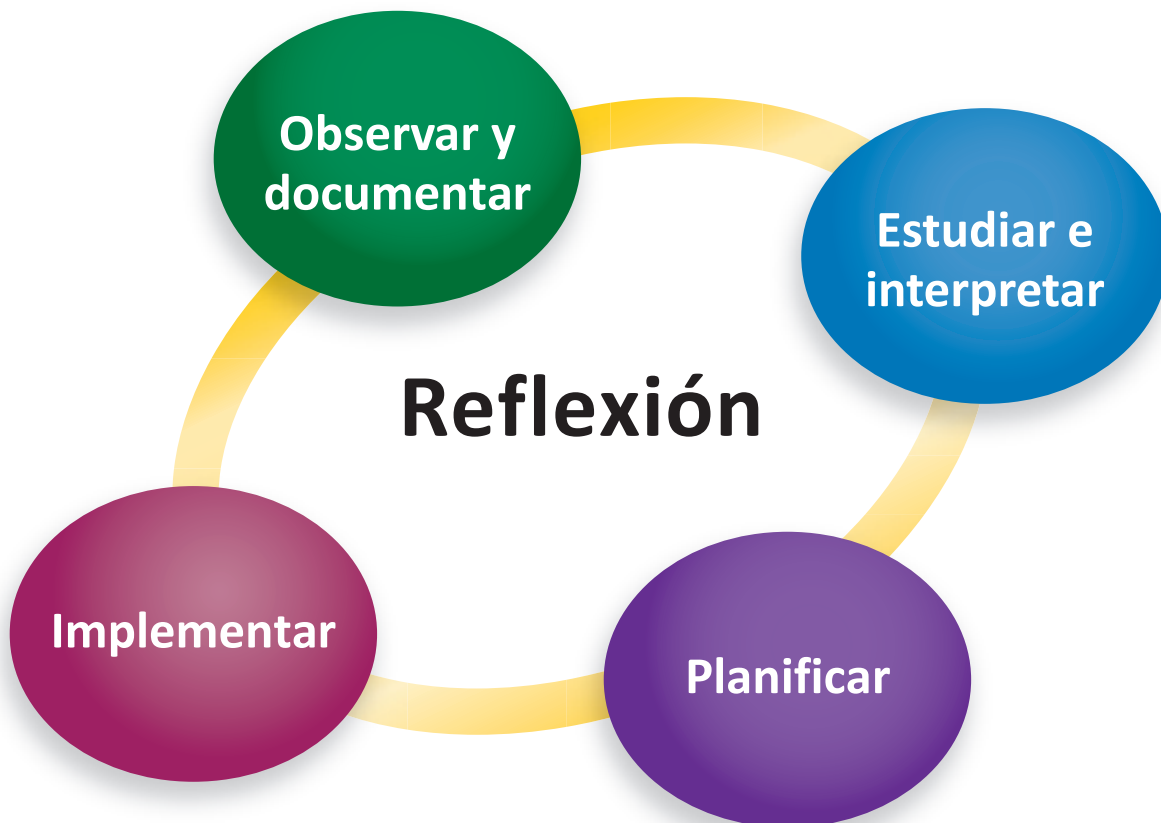 Observar y
documentar
Estudiar e
interpretar
Reflexión
Implementar
Planificar